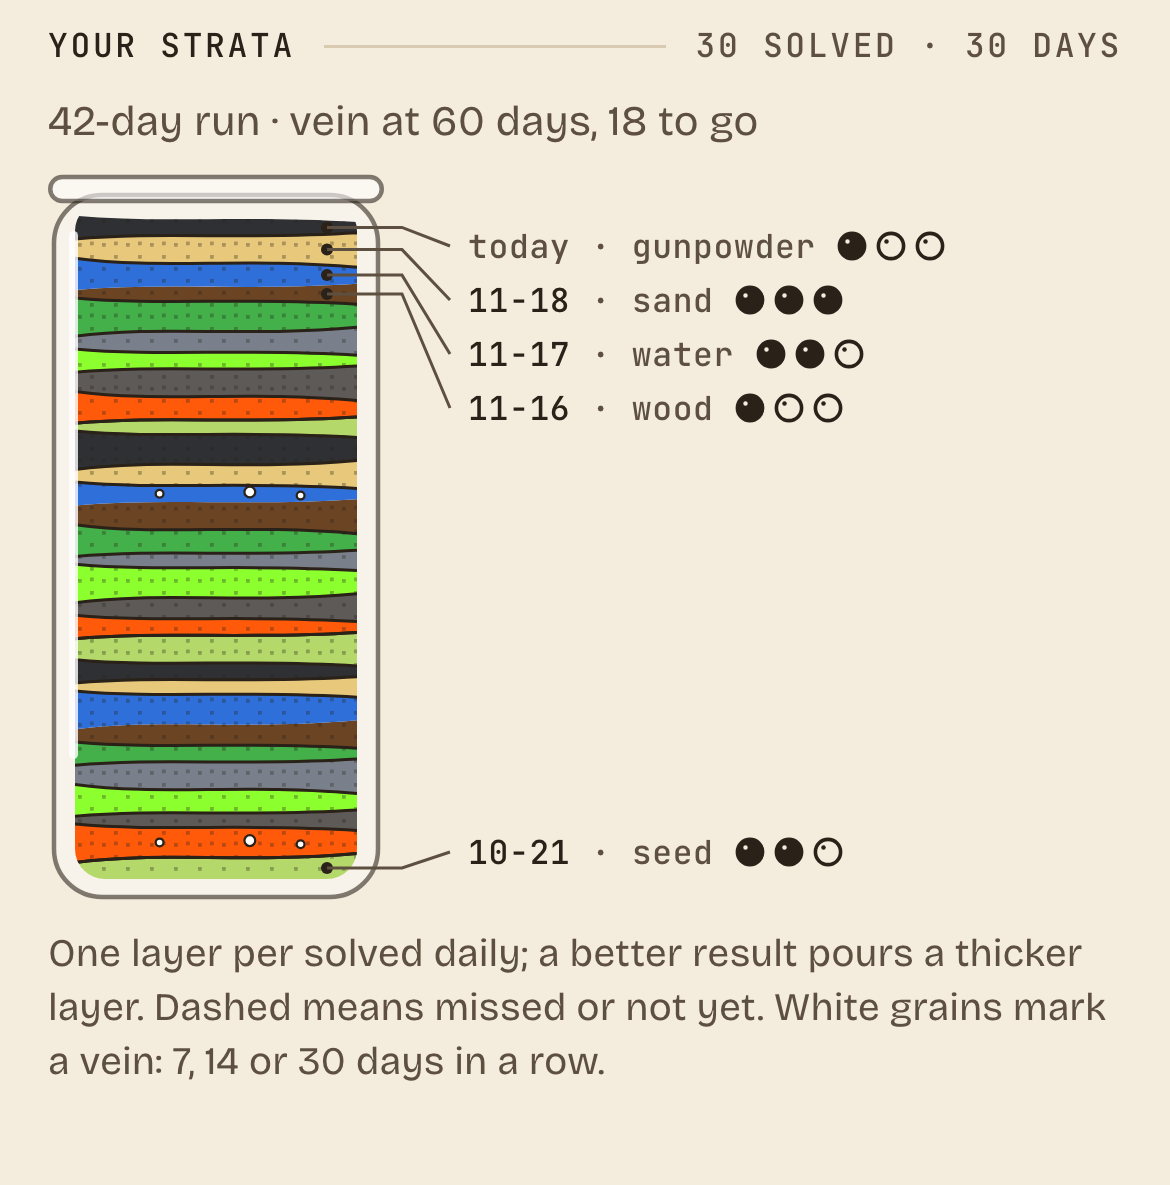 YOUR STRATA 30 SOLVED · 30 DAYS
42-day run · vein at 60 days, 18 to go
today · gunpowder
11-18 · sand
11-17 · water
11-16 · wood
10-21 · seed
One layer per solved daily; a better result pours a thicker
layer. Dashed means missed or not yet. White grains mark
a vein: 7, 14 or 30 days in a row.